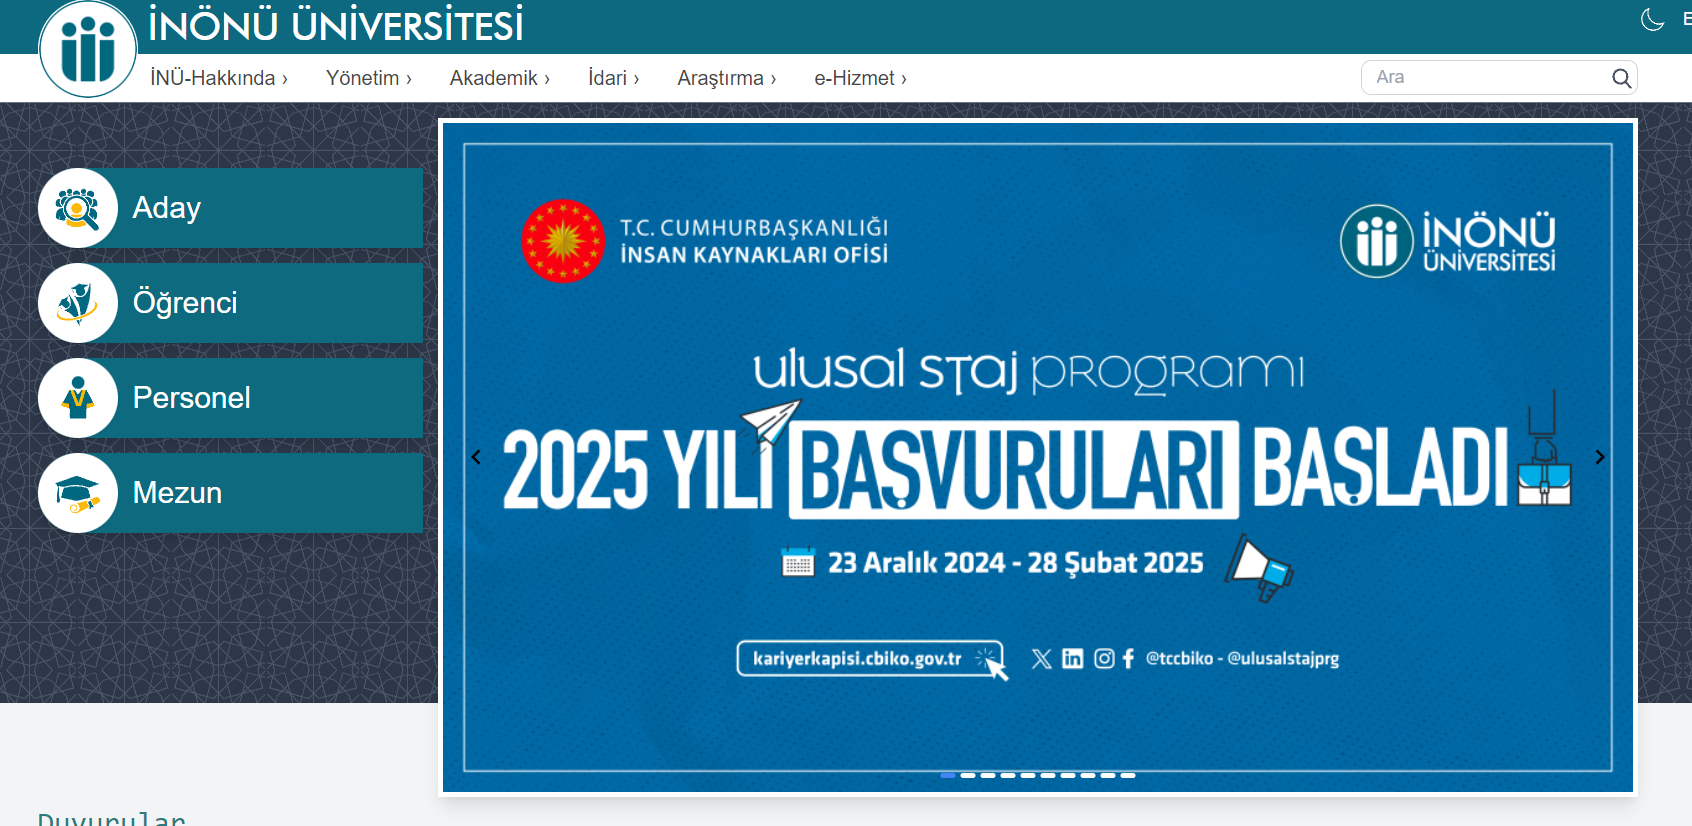 İNÖNÜ ÜNİVERSİTESİ
E
İNÜ-Hakkında › Yönetim › Akademik › İdari › Araştırma › e-Hizmet ›
Ara
Aday
Öğrenci
Personel
Mezun
T.C. CUMHURBAŞKANLIĞI
İNSAN KAYNAKLARI OFİSİ
İNÖNÜ
ÜNİVERSİTESİ
ulusal staj programı
2025 YILI BAŞVURULARI BAŞLADI
23 Aralık 2024 - 28 Şubat 2025
kariyerkapisi.cbiko.gov.tr
@tccbiko - @ulusalstajprg
Duyurular